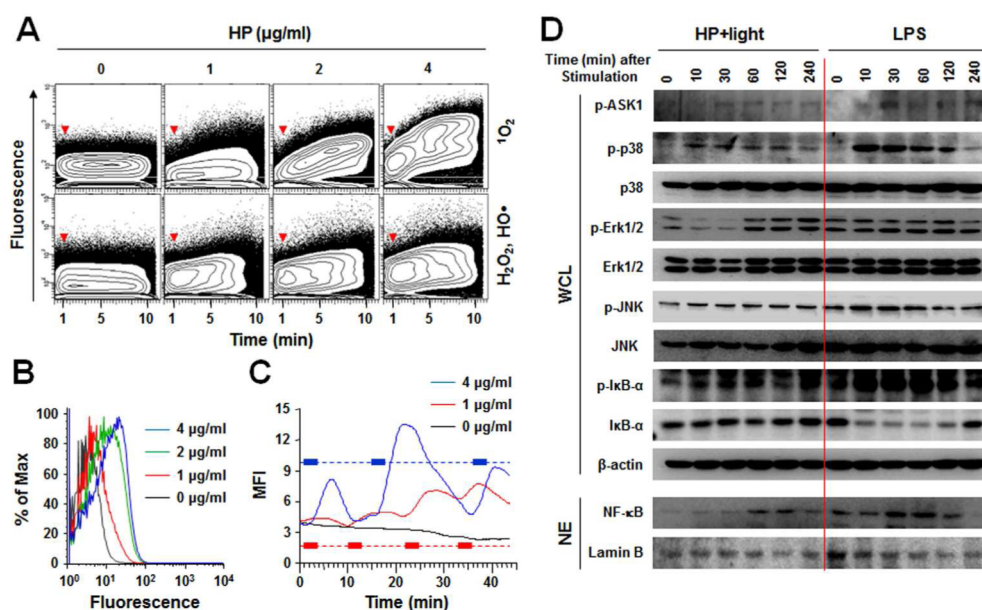 A
HP (µg/ml)
0 1 2 4
Fluorescence
10³
10²
¹O₂
10⁵
10⁴
H₂O₂, HO•
1 5 10 1 5 10 1 5 10 1 5 10
Time (min)
B
% of Max
100
80
60
40
20
0
10⁰ 10¹ 10² 10³ 10⁴
Fluorescence
4 µg/ml
2 µg/ml
1 µg/ml
0 µg/ml
C
4 µg/ml
1 µg/ml
0 µg/ml
MFI
15
12
9
6
3
0
0 10 20 30 40
Time (min)
D
HP+light LPS
Time (min) after
Stimulation
0 10 30 60 120 240 0 10 30 60 120 240
WCL
p-ASK1
p-p38
p38
p-Erk1/2
Erk1/2
p-JNK
JNK
p-IκB-α
IκB-α
β-actin
NE
NF-κB
Lamin B